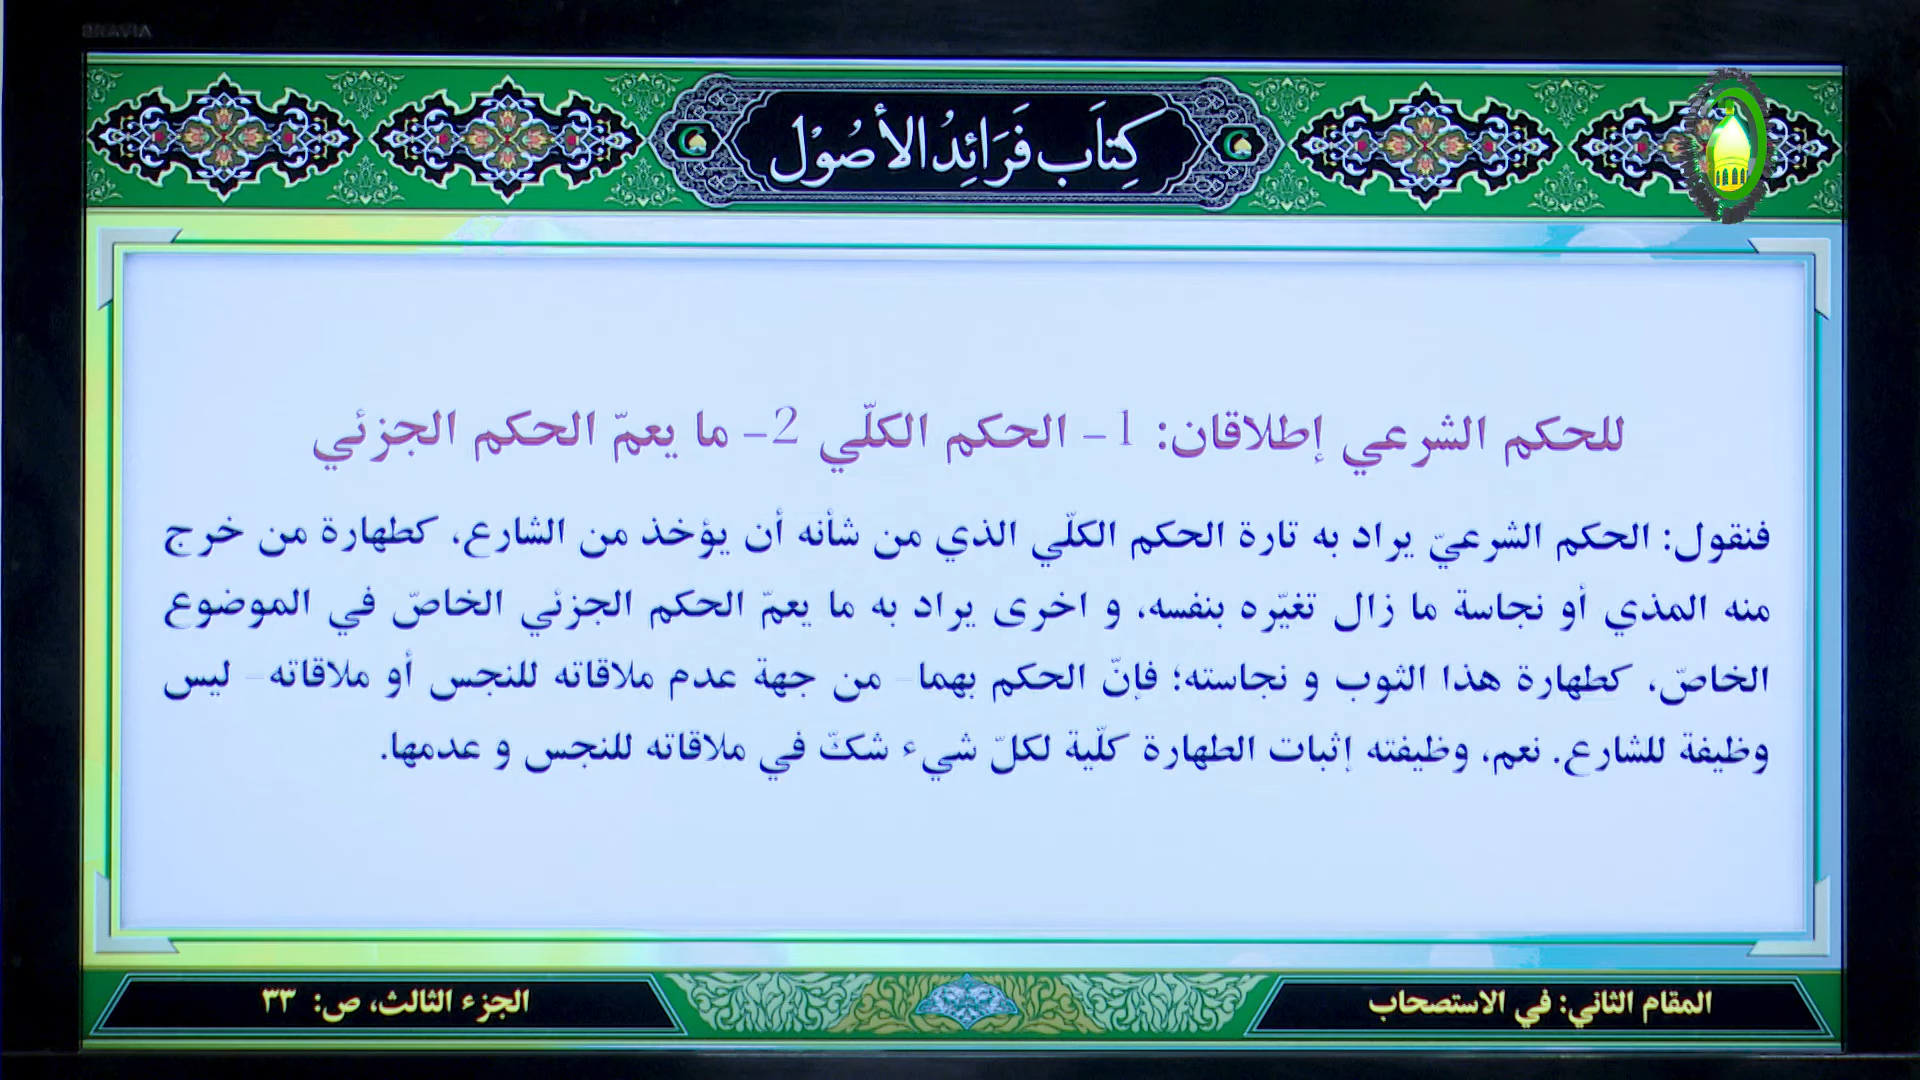 BRAVIA
كِتَاب فَرَائِدُ الأُصُوْل
للحكم الشرعي إطلاقان: 1- الحكم الكلّي 2- ما يعمّ الحكم الجزئي
فنقول: الحكم الشرعيّ يراد به تارة الحكم الكلّي الذي من شأنه أن يؤخذ من الشارع، كطهارة من خرج
منه المذي أو نجاسة ما زال تغيّره بنفسه، و اخرى يراد به ما يعمّ الحكم الجزئي الخاصّ في الموضوع
الخاصّ، كطهارة هذا الثوب و نجاسته؛ فإنّ الحكم بهما- من جهة عدم ملاقاته للنجس أو ملاقاته- ليس
وظيفة للشارع. نعم، وظيفته إثبات الطهارة كلّية لكلّ شيء شكّ في ملاقاته للنجس و عدمها.
المقام الثاني: في الاستصحاب
الجزء الثالث، ص: ٣٣